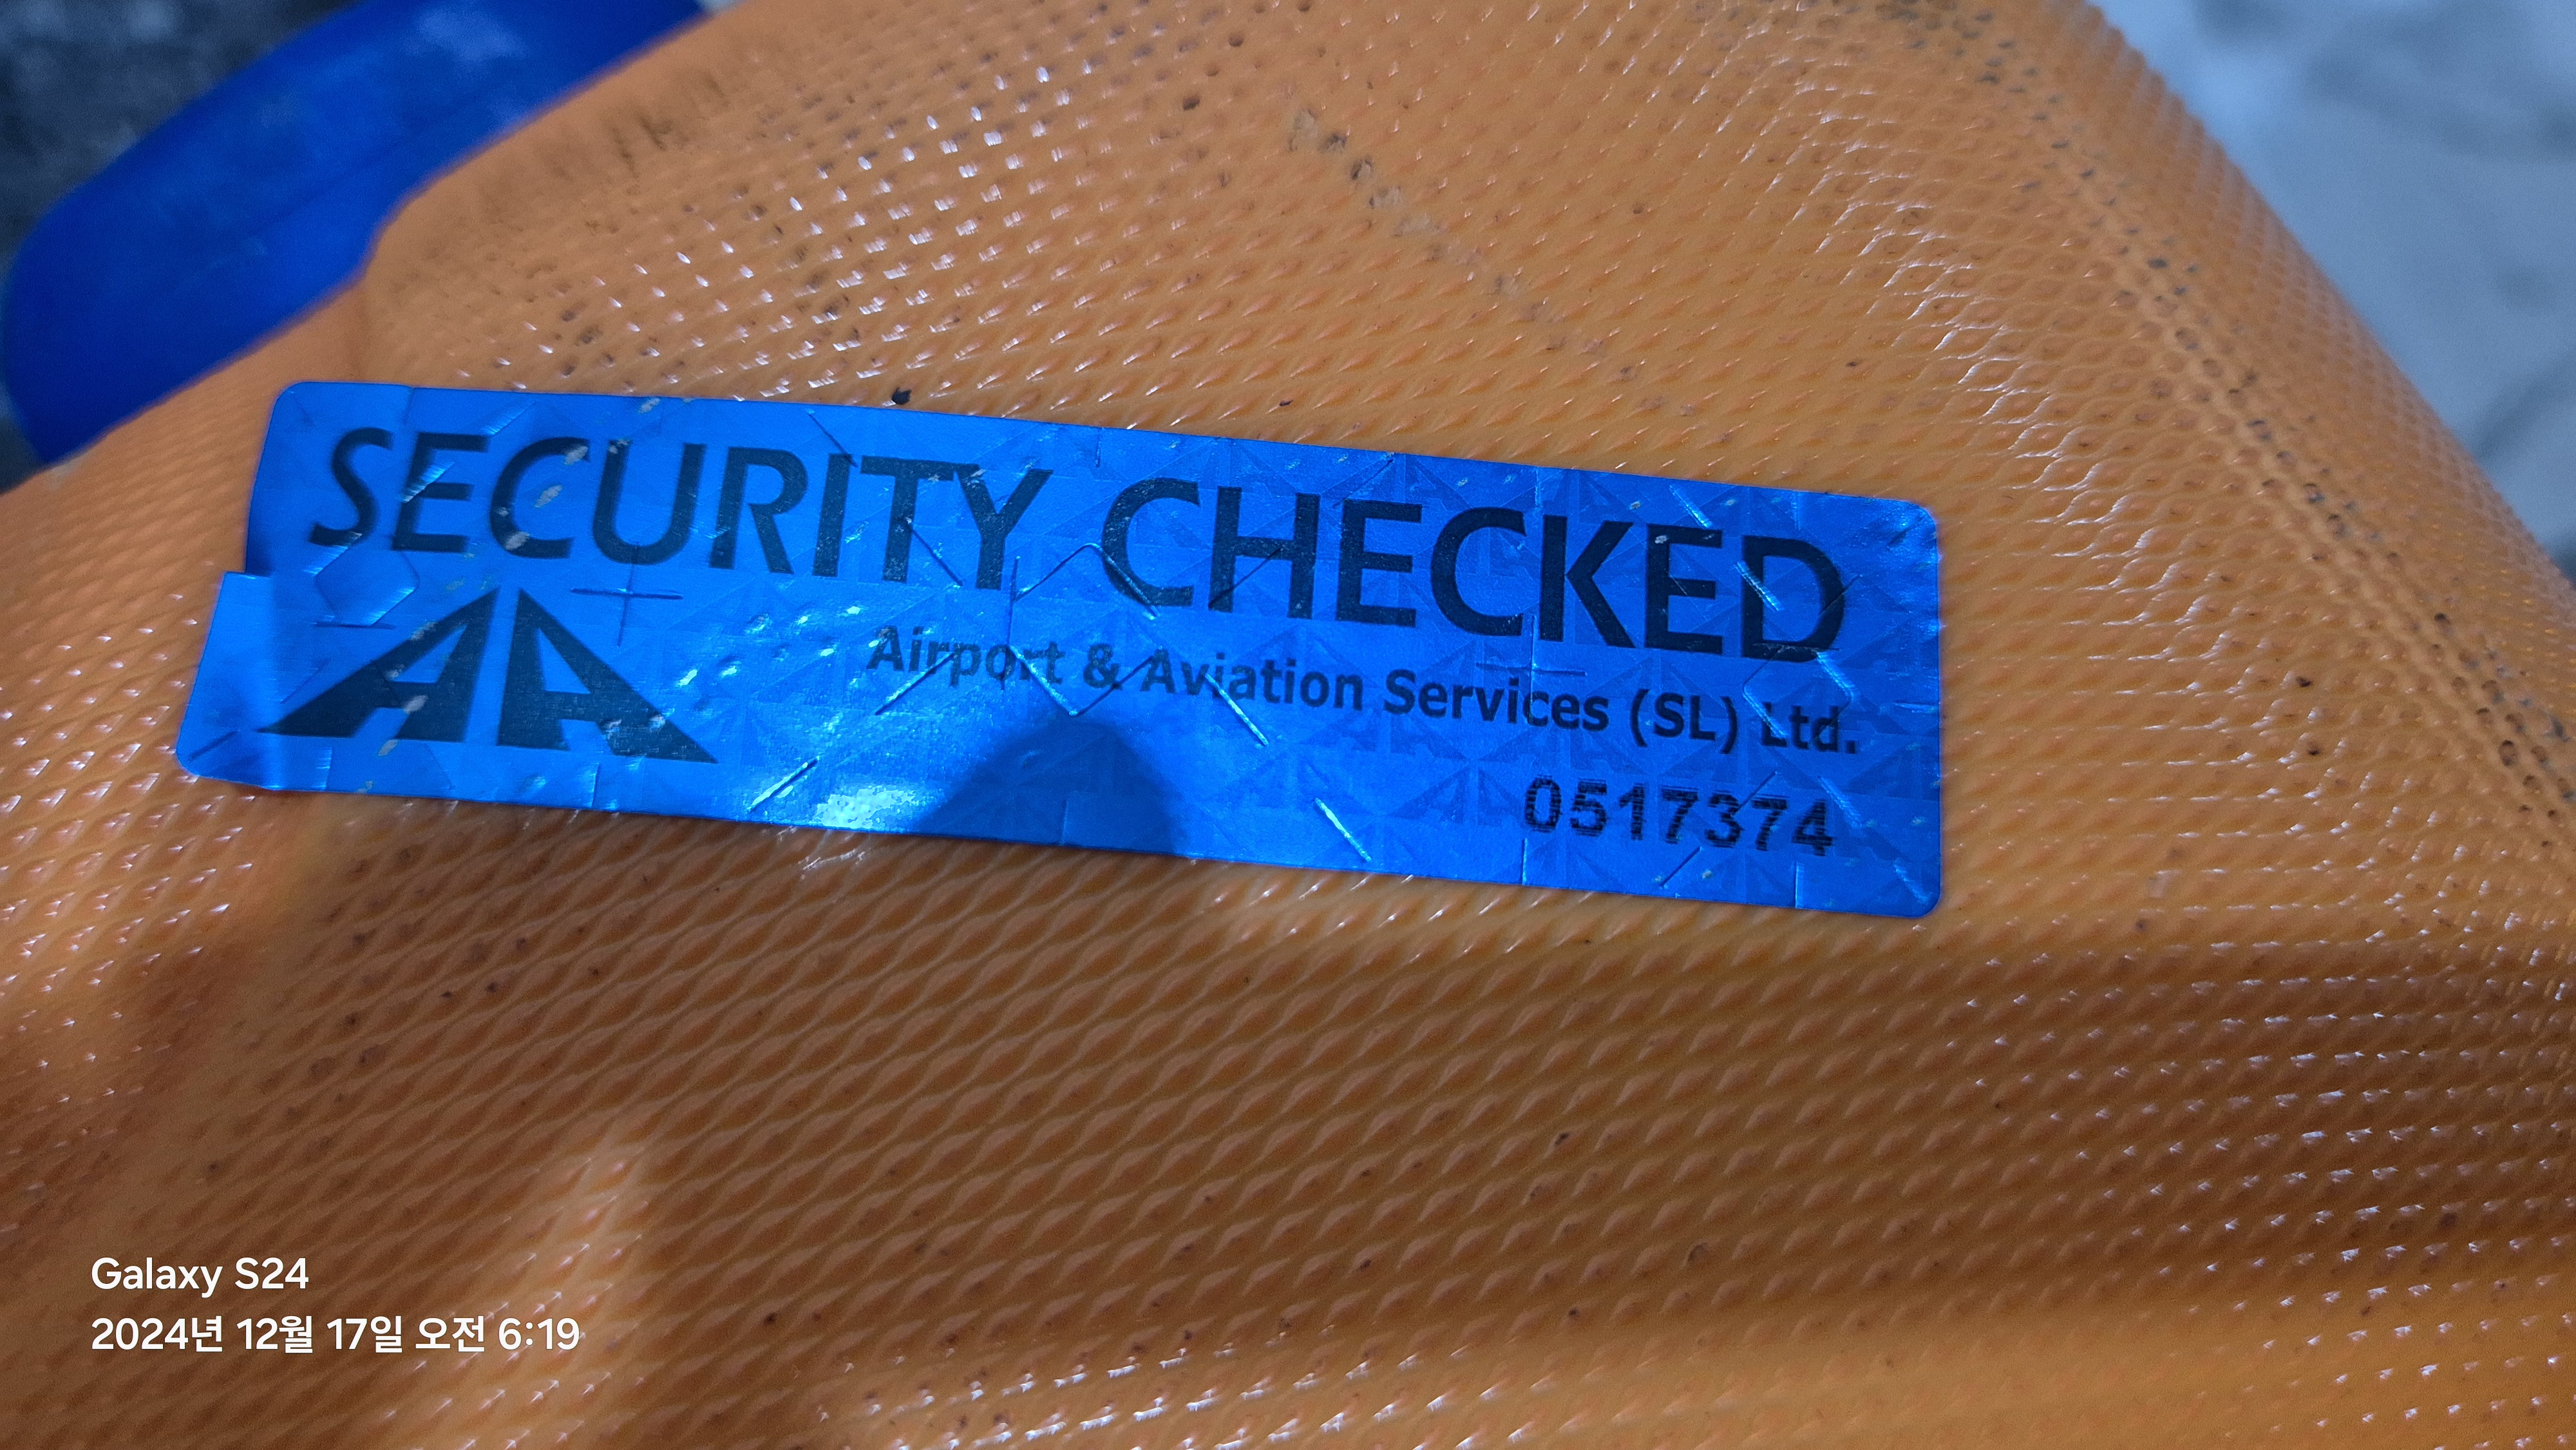 SECURITY CHECKED
AA
Airport & Aviation Services (SL) Ltd.
0517374
Galaxy S24
2024년 12월 17일 오전 6:19